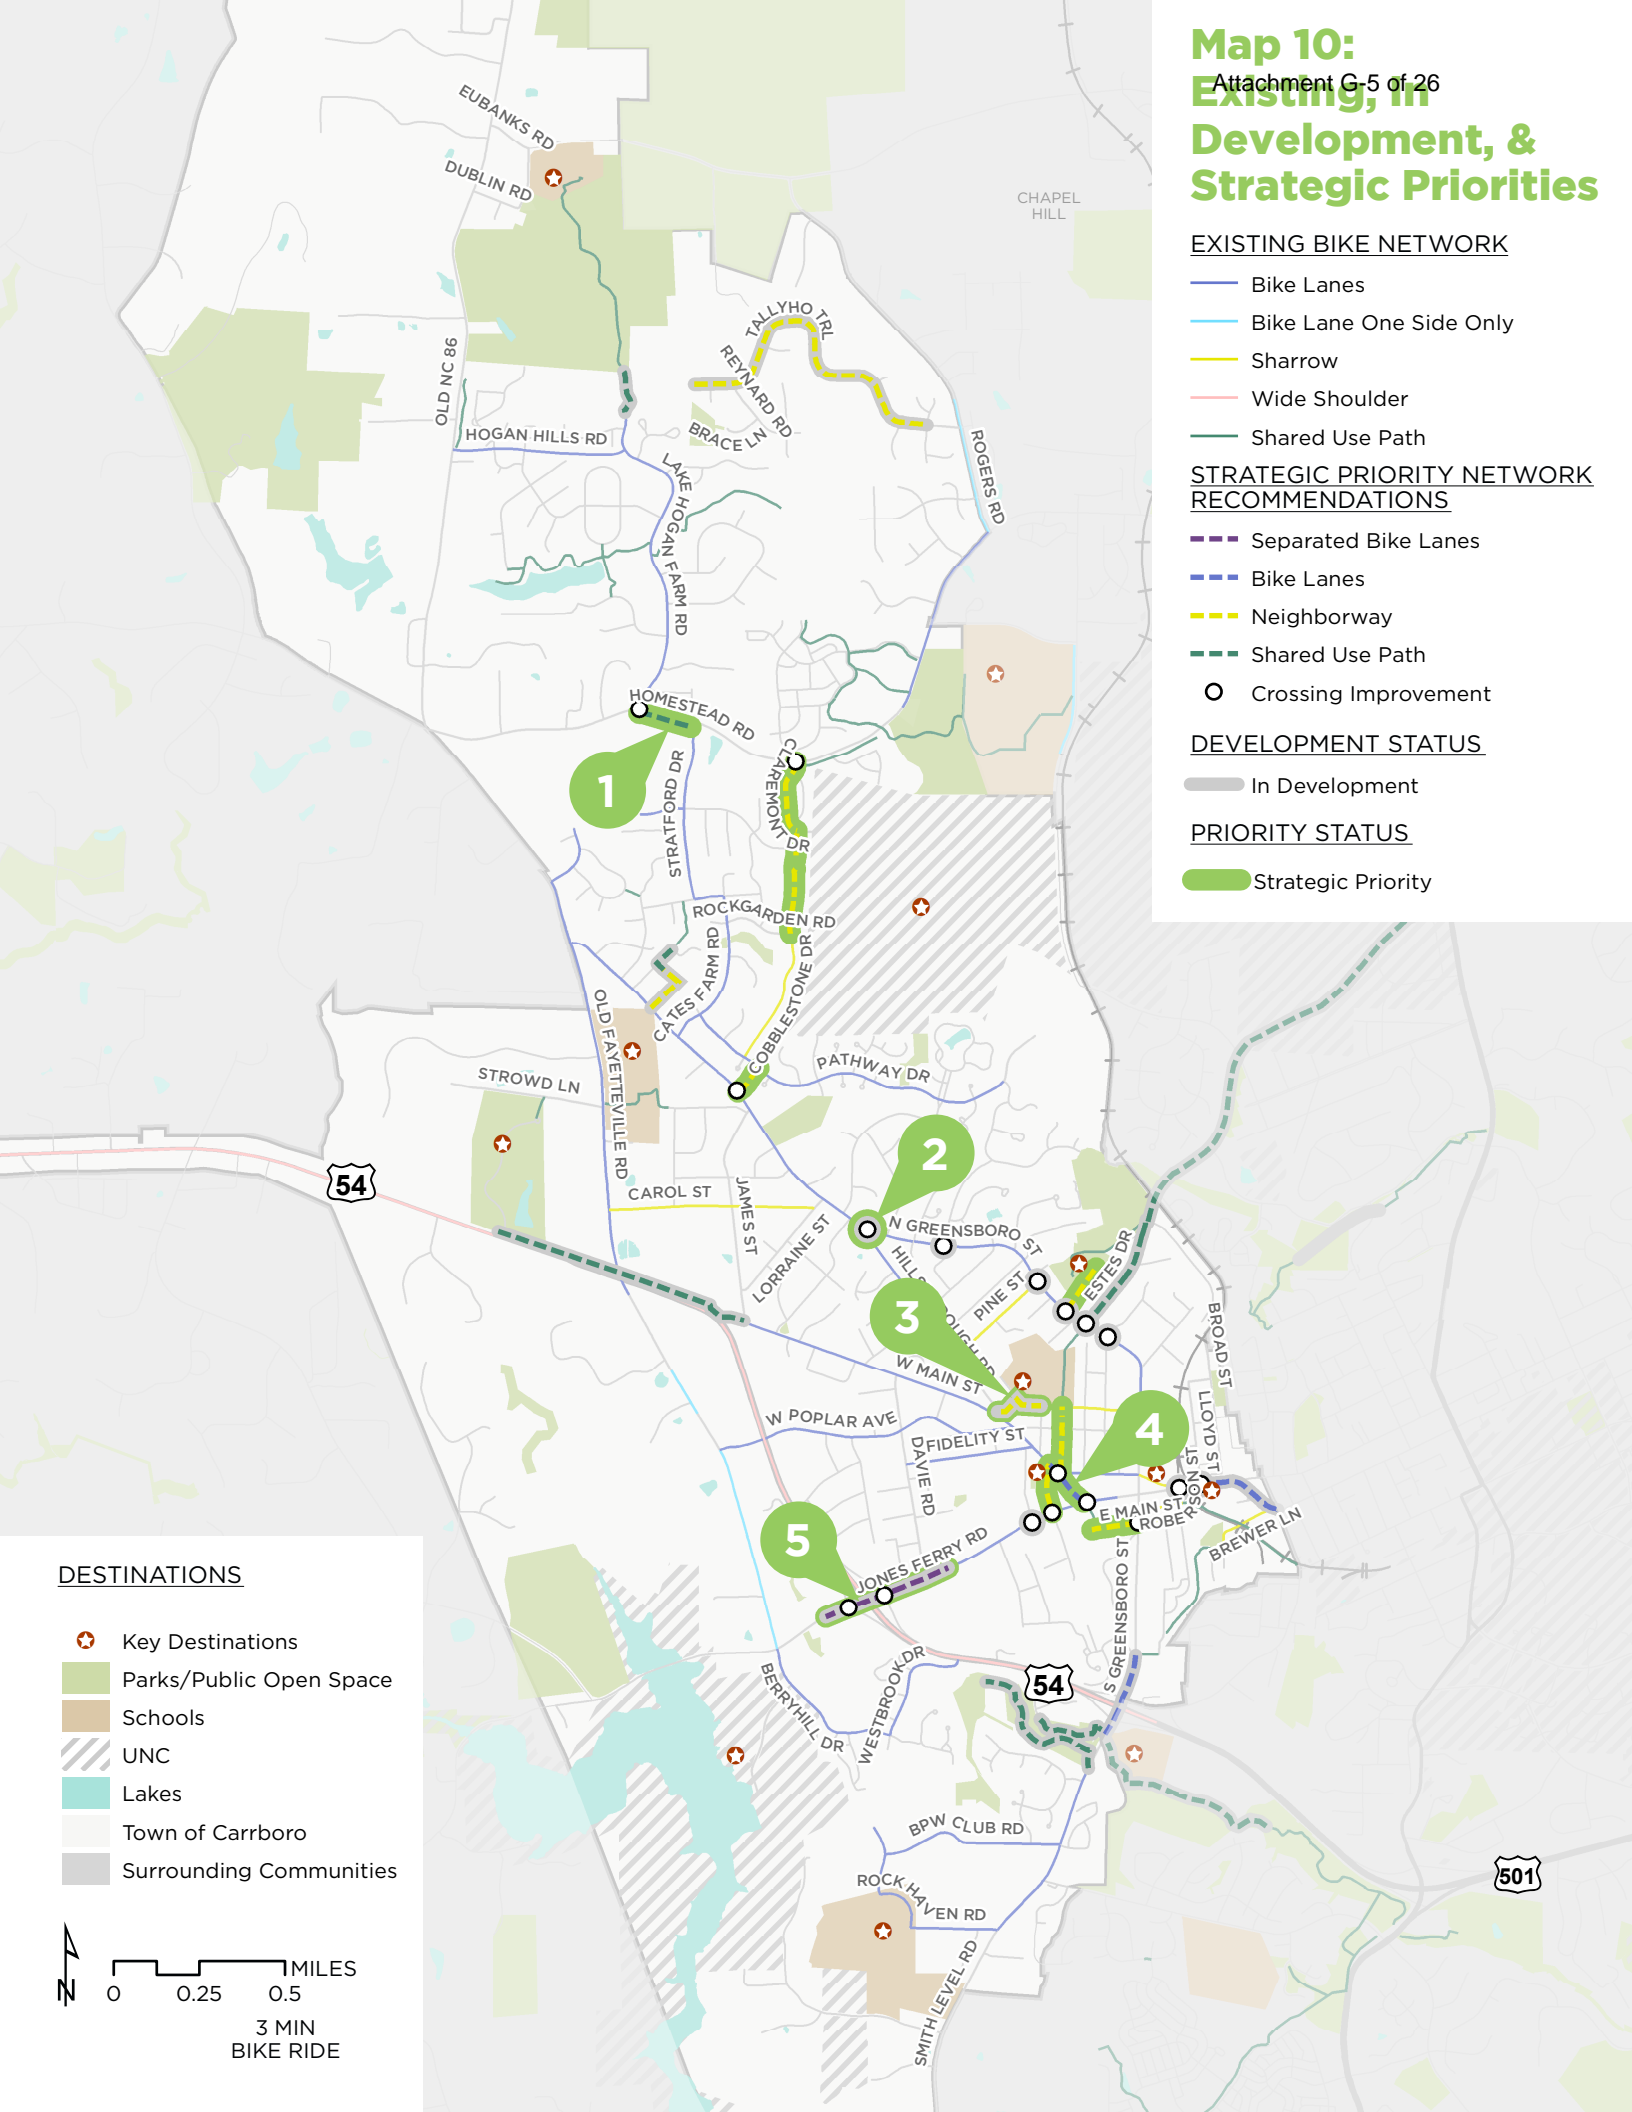 Map 10:
Existing, In
Attachment G-5 of 26
Development, &
Strategic Priorities
EXISTING BIKE NETWORK
Bike Lanes
Bike Lane One Side Only
Sharrow
Wide Shoulder
Shared Use Path
STRATEGIC PRIORITY NETWORK
RECOMMENDATIONS
Separated Bike Lanes
Bike Lanes
Neighborway
Shared Use Path
Crossing Improvement
DEVELOPMENT STATUS
In Development
PRIORITY STATUS
Strategic Priority
EUBANKS RD
DUBLIN RD
CHAPEL
HILL
OLD NC 86
TALLYHO TRL
REYNARD RD
BRACE LN
HOGAN HILLS RD
LAKE HOGAN FARM RD
ROGERS RD
HOMESTEAD RD
1
STRATFORD DR
CLAREMONT DR
ROCKGARDEN RD
CATES FARM RD
COBBLESTONE DR
OLD FAYETTEVILLE RD
STROWD LN
PATHWAY DR
54
CAROL ST
JAMES ST
LORRAINE ST
2
N GREENSBORO ST
HILLS
OUGH RD
PINE ST
ESTES DR
3
BROAD ST
W MAIN ST
W POPLAR AVE
FIDELITY ST
DAVIE RD
4
LLOYD ST
E MAIN ST
ROBERSON ST
BREWER LN
5
JONES FERRY RD
S GREENSBORO ST
54
BERRYHILL DR
WESTBROOK DR
BPW CLUB RD
ROCK HAVEN RD
SMITH LEVEL RD
501
DESTINATIONS
Key Destinations
Parks/Public Open Space
Schools
UNC
Lakes
Town of Carrboro
Surrounding Communities
N
MILES
0 0.25 0.5
3 MIN
BIKE RIDE